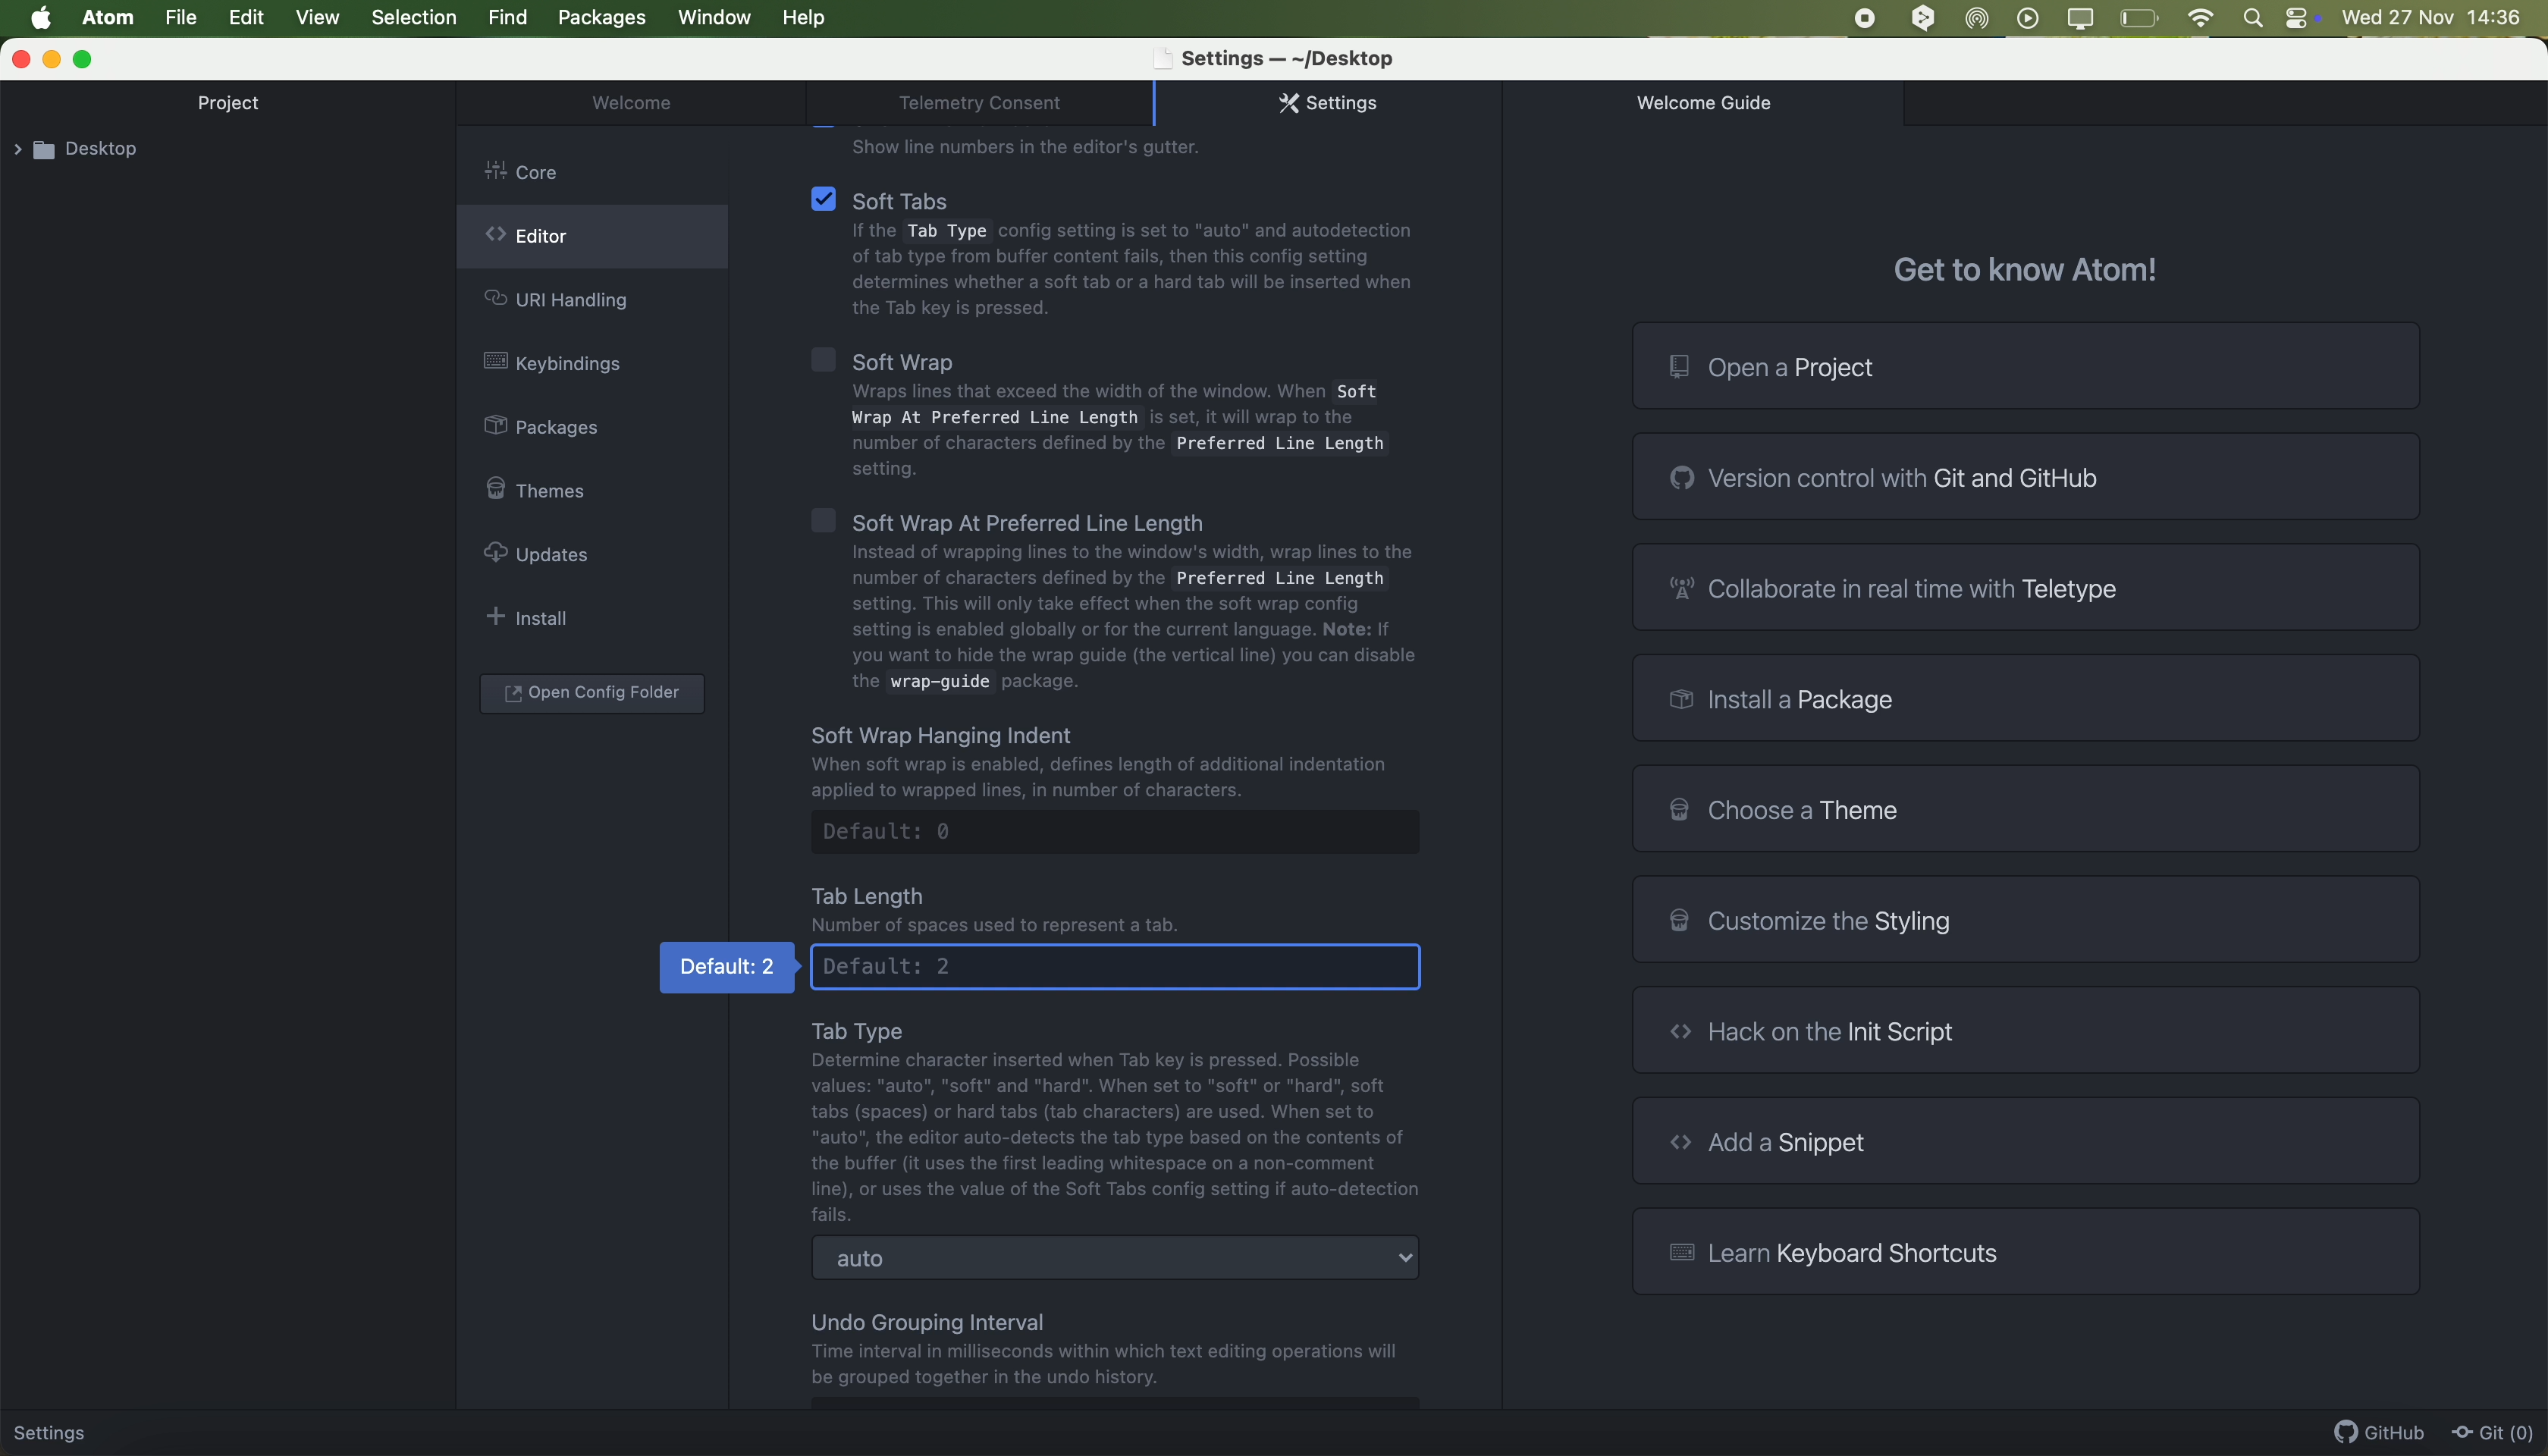 Atom File Edit View Selection Find Packages Window Help
Wed 27 Nov 14:36
Settings — ~/Desktop
Project
Desktop
Welcome
Telemetry Consent
Settings
Welcome Guide
Core
Editor
URI Handling
Keybindings
Packages
Themes
Updates
Install
Open Config Folder
Show line numbers in the editor's gutter.
Soft Tabs
If the Tab Type config setting is set to "auto" and autodetection
of tab type from buffer content fails, then this config setting
determines whether a soft tab or a hard tab will be inserted when
the Tab key is pressed.
Soft Wrap
Wraps lines that exceed the width of the window. When Soft
Wrap At Preferred Line Length is set, it will wrap to the
number of characters defined by the Preferred Line Length
setting.
Soft Wrap At Preferred Line Length
Instead of wrapping lines to the window's width, wrap lines to the
number of characters defined by the Preferred Line Length
setting. This will only take effect when the soft wrap config
setting is enabled globally or for the current language. Note: If
you want to hide the wrap guide (the vertical line) you can disable
the wrap-guide package.
Soft Wrap Hanging Indent
When soft wrap is enabled, defines length of additional indentation
applied to wrapped lines, in number of characters.
Default: 0
Tab Length
Number of spaces used to represent a tab.
Default: 2
Default: 2
Tab Type
Determine character inserted when Tab key is pressed. Possible
values: "auto", "soft" and "hard". When set to "soft" or "hard", soft
tabs (spaces) or hard tabs (tab characters) are used. When set to
"auto", the editor auto-detects the tab type based on the contents of
the buffer (it uses the first leading whitespace on a non-comment
line), or uses the value of the Soft Tabs config setting if auto-detection
fails.
auto
Undo Grouping Interval
Time interval in milliseconds within which text editing operations will
be grouped together in the undo history.
Get to know Atom!
Open a Project
Version control with Git and GitHub
Collaborate in real time with Teletype
Install a Package
Choose a Theme
Customize the Styling
Hack on the Init Script
Add a Snippet
Learn Keyboard Shortcuts
Settings
GitHub
Git (0)